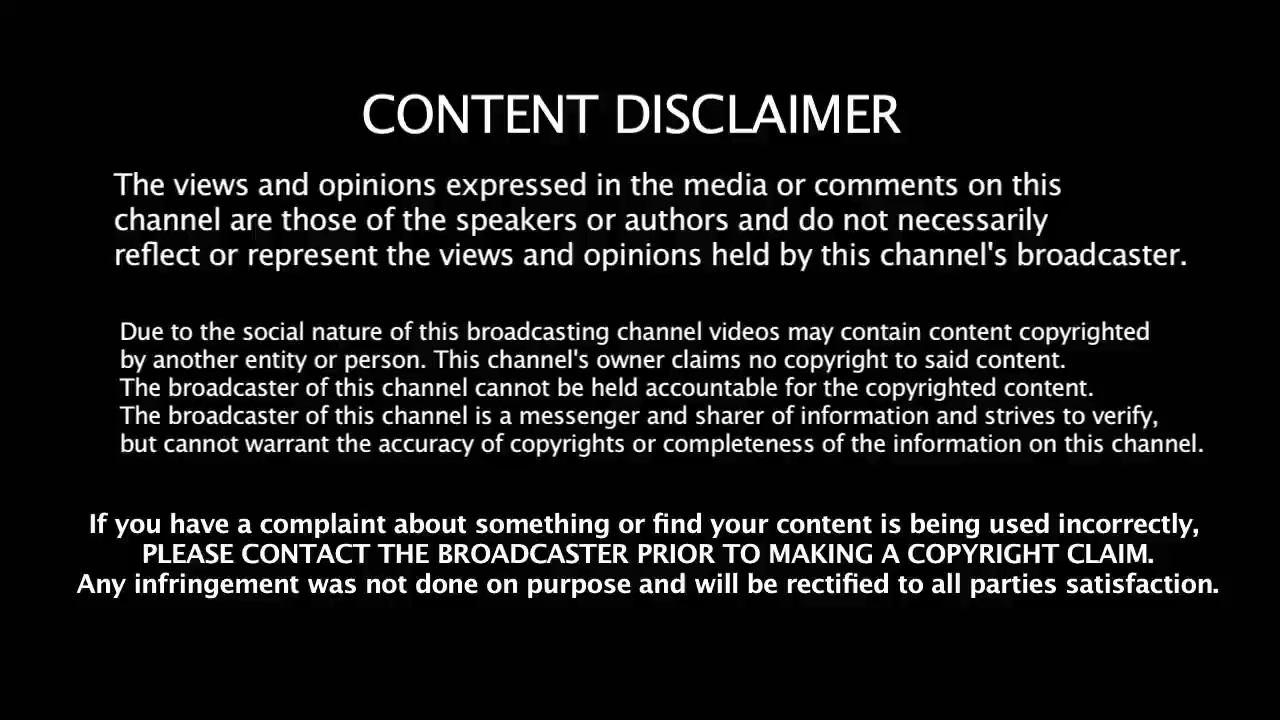 CONTENT DISCLAIMER
The views and opinions expressed in the media or comments on this
channel are those of the speakers or authors and do not necessarily
reflect or represent the views and opinions held by this channel's broadcaster.
Due to the social nature of this broadcasting channel videos may contain content copyrighted
by another entity or person. This channel's owner claims no copyright to said content.
The broadcaster of this channel cannot be held accountable for the copyrighted content.
The broadcaster of this channel is a messenger and sharer of information and strives to verify,
but cannot warrant the accuracy of copyrights or completeness of the information on this channel.
If you have a complaint about something or find your content is being used incorrectly,
PLEASE CONTACT THE BROADCASTER PRIOR TO MAKING A COPYRIGHT CLAIM.
Any infringement was not done on purpose and will be rectified to all parties satisfaction.